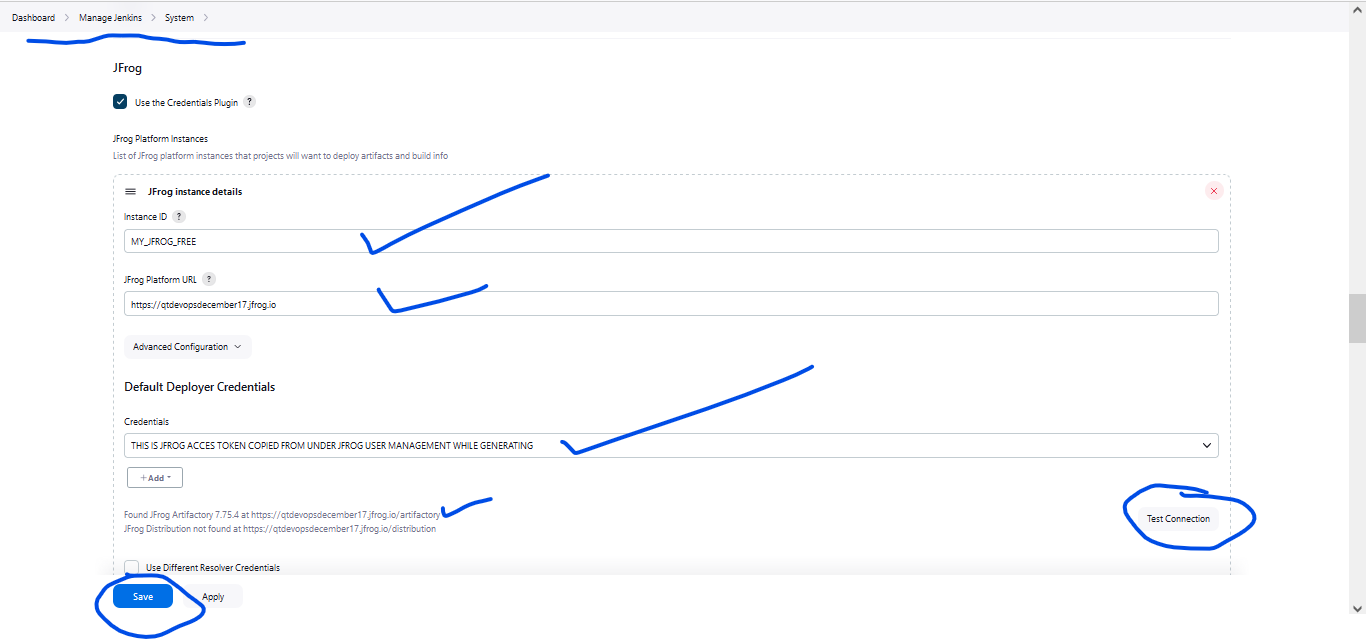 Dashboard > Manage Jenkins > System >
JFrog
Use the Credentials Plugin ?
JFrog Platform Instances
List of JFrog platform instances that projects will want to deploy artifacts and build info
JFrog instance details
Instance ID ?
MY_JFROG_FREE
JFrog Platform URL ?
https://qtdevopsdecember17.jfrog.io
Advanced Configuration
Default Deployer Credentials
Credentials
THIS IS JFROG ACCES TOKEN COPIED FROM UNDER JFROG USER MANAGEMENT WHILE GENERATING
+ Add
Found JFrog Artifactory 7.75.4 at https://qtdevopsdecember17.jfrog.io/artifactory
JFrog Distribution not found at https://qtdevopsdecember17.jfrog.io/distribution
Test Connection
Use Different Resolver Credentials
Save Apply